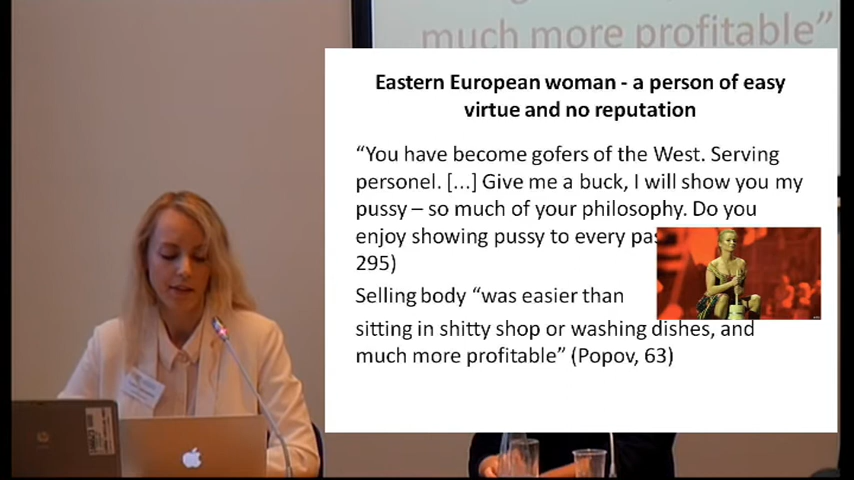 much more profitable”
Eastern European woman - a person of easy
virtue and no reputation
“You have become gofers of the West. Serving
personel. [...] Give me a buck, I will show you my
pussy – so much of your philosophy. Do you
enjoy showing pussy to every
295)
Selling body “was easier than
sitting in shitty shop or washing dishes, and
much more profitable” (Popov, 63)
hp